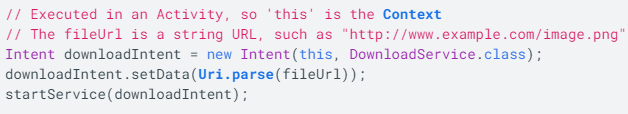 // Executed in an Activity, so 'this' is the Context
// The fileUrl is a string URL, such as "http://www.example.com/image.png"
Intent downloadIntent = new Intent(this, DownloadService.class);
downloadIntent.setData(Uri.parse(fileUrl));
startService(downloadIntent);